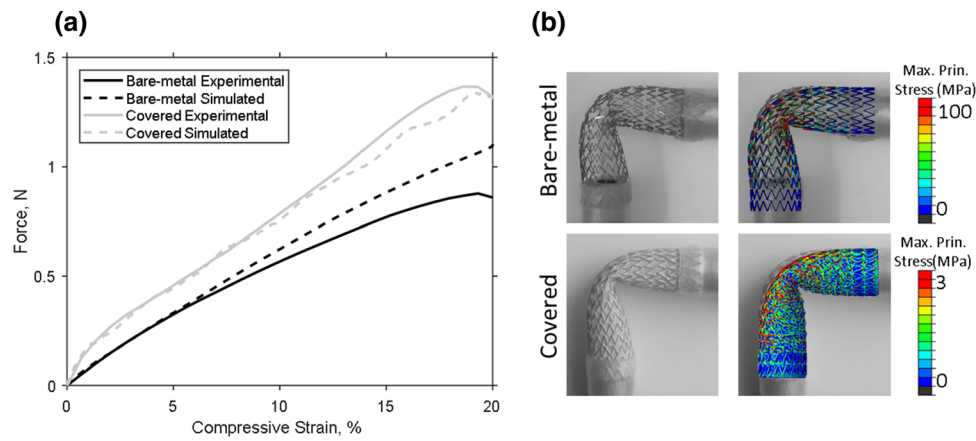 (a)
1.5
1
0.5
0
Force, N
Bare-metal Experimental
Bare-metal Simulated
Covered Experimental
Covered Simulated
0 5 10 15 20
Compressive Strain, %
(b)
Bare-metal
Max. Prin.
Stress (MPa)
100
0
Covered
Max. Prin.
Stress(MPa)
3
0